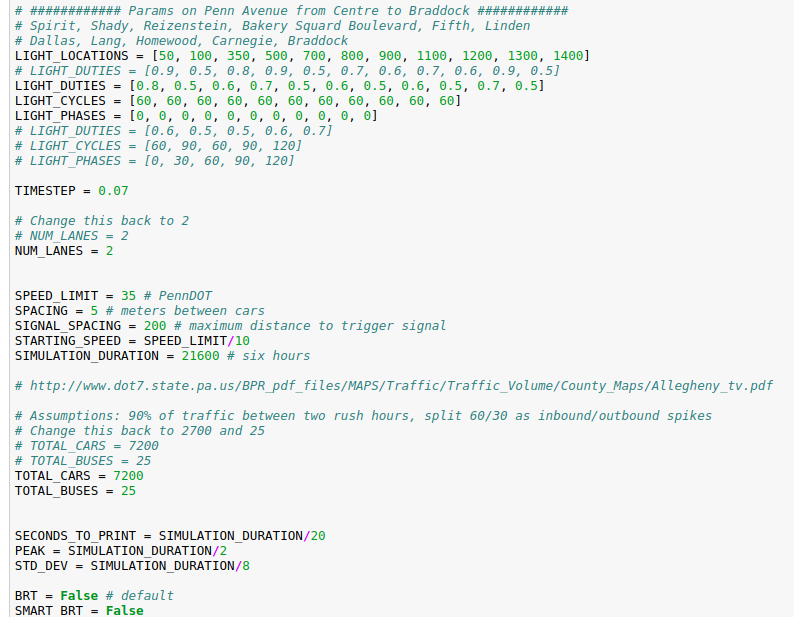 # ############ Params on Penn Avenue from Centre to Braddock ############
# Spirit, Shady, Reizenstein, Bakery Squard Boulevard, Fifth, Linden
# Dallas, Lang, Homewood, Carnegie, Braddock
LIGHT_LOCATIONS = [50, 100, 350, 500, 700, 800, 900, 1100, 1200, 1300, 1400]
# LIGHT_DUTIES = [0.9, 0.5, 0.8, 0.9, 0.5, 0.7, 0.6, 0.7, 0.6, 0.9, 0.5]
LIGHT_DUTIES = [0.8, 0.5, 0.6, 0.7, 0.5, 0.6, 0.5, 0.6, 0.5, 0.7, 0.5]
LIGHT_CYCLES = [60, 60, 60, 60, 60, 60, 60, 60, 60, 60, 60]
LIGHT_PHASES = [0, 0, 0, 0, 0, 0, 0, 0, 0, 0, 0]
# LIGHT_DUTIES = [0.6, 0.5, 0.5, 0.6, 0.7]
# LIGHT_CYCLES = [60, 90, 60, 90, 120]
# LIGHT_PHASES = [0, 30, 60, 90, 120]
TIMESTEP = 0.07
# Change this back to 2
# NUM_LANES = 2
NUM_LANES = 2
SPEED_LIMIT = 35 # PennDOT
SPACING = 5 # meters between cars
SIGNAL_SPACING = 200 # maximum distance to trigger signal
STARTING_SPEED = SPEED_LIMIT/10
SIMULATION_DURATION = 21600 # six hours
# http://www.dot7.state.pa.us/BPR_pdf_files/MAPS/Traffic/Traffic_Volume/County_Maps/Allegheny_tv.pdf
# Assumptions: 90% of traffic between two rush hours, split 60/30 as inbound/outbound spikes
# Change this back to 2700 and 25
# TOTAL_CARS = 7200
# TOTAL_BUSES = 25
TOTAL_CARS = 7200
TOTAL_BUSES = 25
SECONDS_TO_PRINT = SIMULATION_DURATION/20
PEAK = SIMULATION_DURATION/2
STD_DEV = SIMULATION_DURATION/8
BRT = False # default
SMART_BRT = False